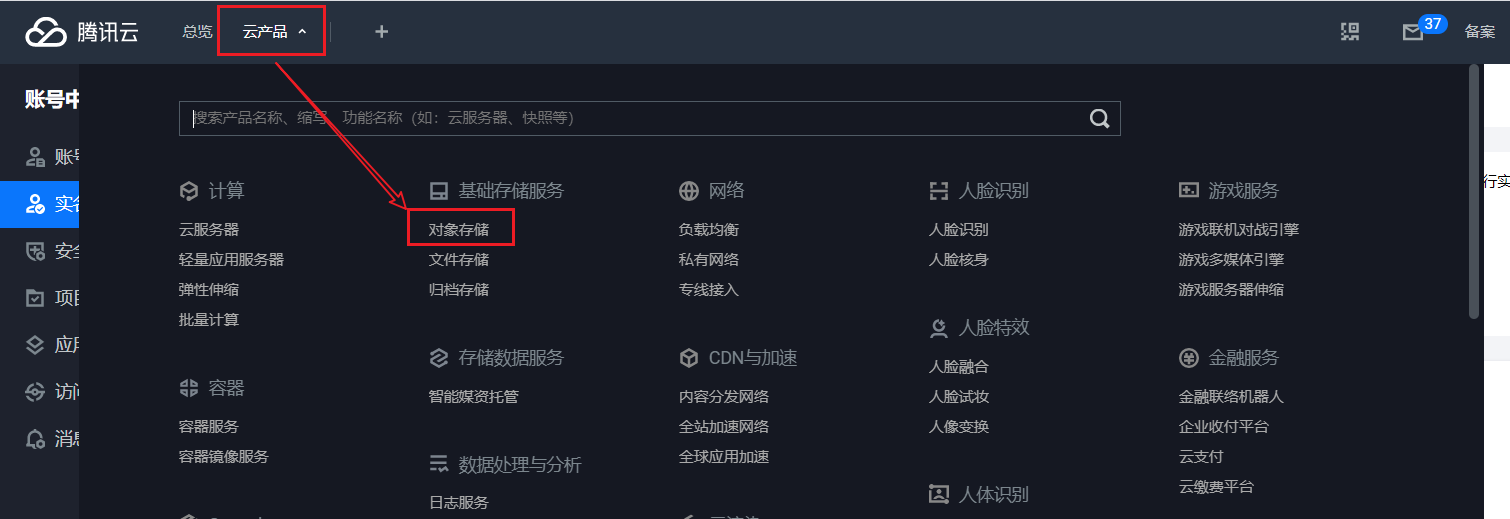 腾讯云 总览 云产品 + 37 备案
账号中
账号
实名
安全
项目
应用
访问
消息
行实
搜索产品名称、缩写、功能名称（如：云服务器、快照等）
计算
云服务器
轻量应用服务器
弹性伸缩
批量计算
容器
容器服务
容器镜像服务
基础存储服务
对象存储
文件存储
归档存储
存储数据服务
智能媒资托管
数据处理与分析
日志服务
网络
负载均衡
私有网络
专线接入
CDN与加速
内容分发网络
全站加速网络
全球应用加速
人脸识别
人脸识别
人脸核身
人脸特效
人脸融合
人脸试妆
人像变换
人体识别
游戏服务
游戏联机对战引擎
游戏多媒体引擎
游戏服务器伸缩
金融服务
金融联络机器人
企业收付平台
云支付
云缴费平台